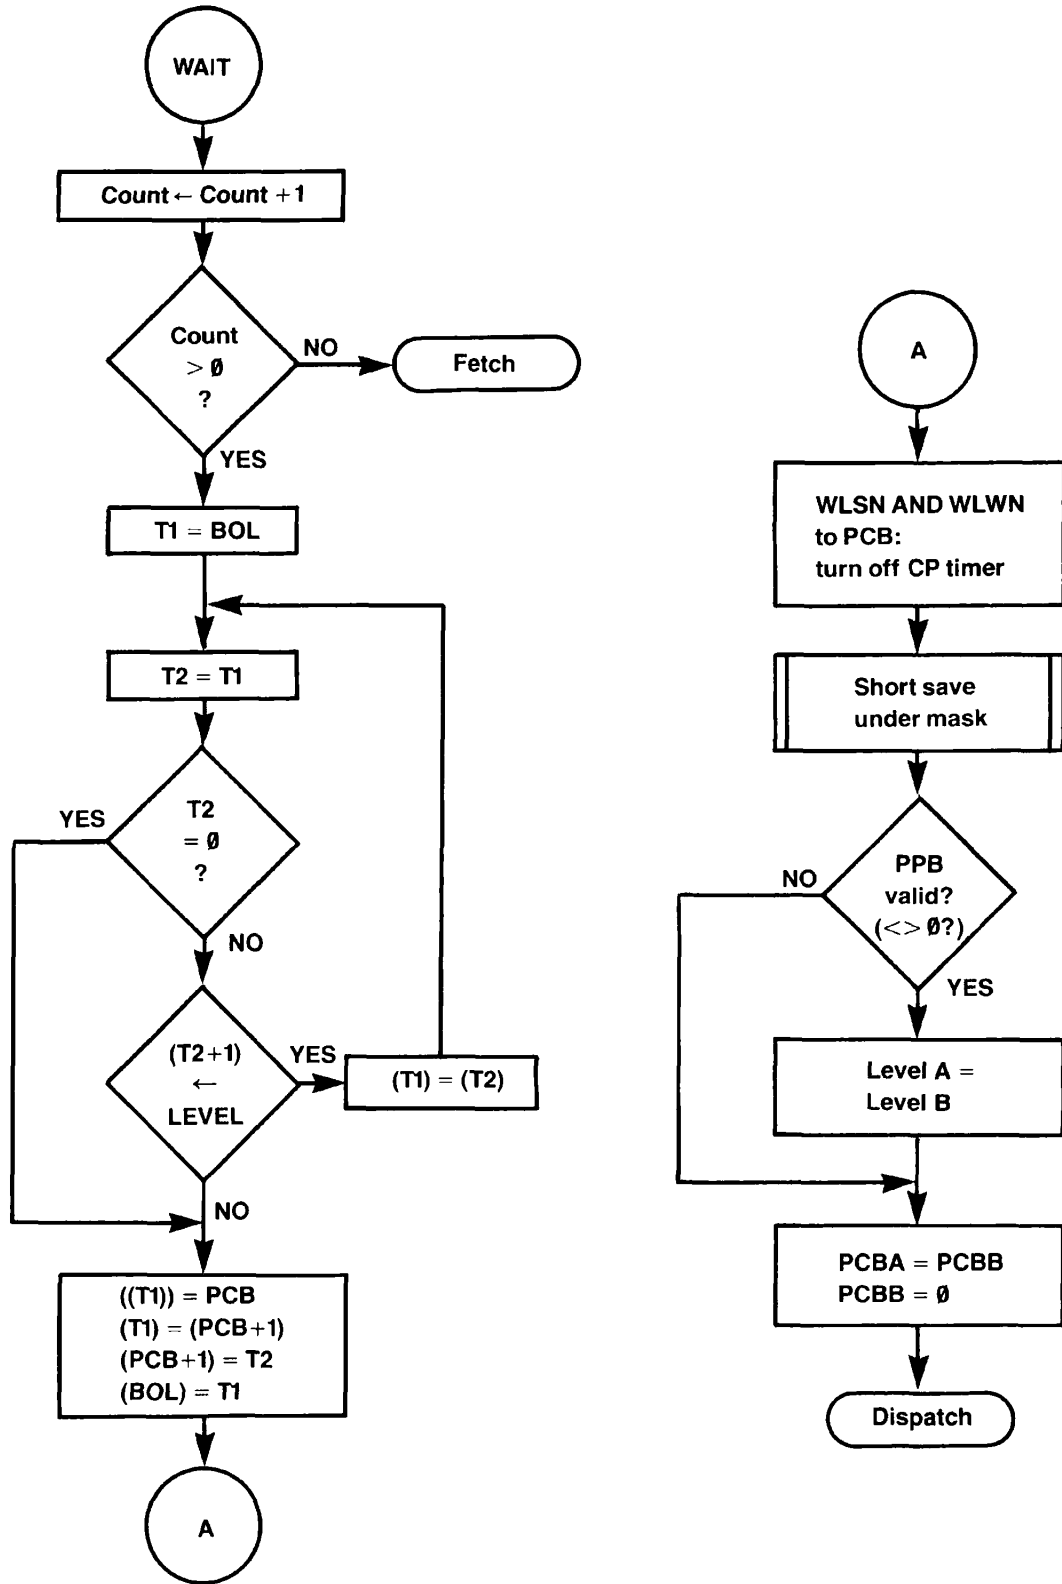 WAIT
Count ← Count +1
Count
> Ø
?
NO
Fetch
YES
T1 = BOL
T2 = T1
T2
= Ø
?
YES
NO
(T2+1)
←
LEVEL
YES
(T1) = (T2)
NO
((T1)) = PCB
(T1) = (PCB+1)
(PCB+1) = T2
(BOL) = T1
A
A
WLSN AND WLWN
to PCB:
turn off CP timer
Short save
under mask
PPB
valid?
(<> Ø?)
NO
YES
Level A =
Level B
PCBA = PCBB
PCBB = Ø
Dispatch